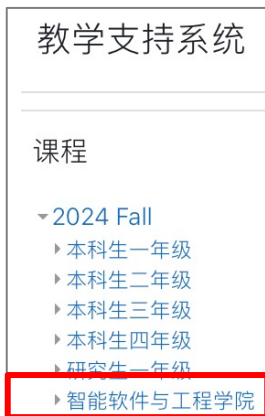 教学支持系统
课程
2024 Fall
本科生一年级
本科生二年级
本科生三年级
本科生四年级
研究生一年级
智能软件与工程学院